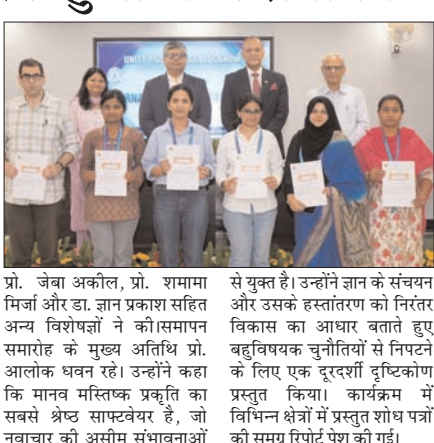 UNITY
प्रो. जेबा अकील, प्रो. शमामा
मिर्जा और डा. ज्ञान प्रकाश सहित
अन्य विशेषज्ञों ने की।समापन
समारोह के मुख्य अतिथि प्रो.
आलोक धवन रहे। उन्होंने कहा
कि मानव मस्तिष्क प्रकृति का
सबसे श्रेष्ठ साफ्टवेयर है, जो
नवाचार की असीम संभावनाओं
से युक्त है। उन्होंने ज्ञान के संचयन
और उसके हस्तांतरण को निरंतर
विकास का आधार बताते हुए
बहुविषयक चुनौतियों से निपटने
के लिए एक दूरदर्शी दृष्टिकोण
प्रस्तुत किया। कार्यक्रम में
विभिन्न क्षेत्रों में प्रस्तुत शोध पत्रों
की समग्र रिपोर्ट पेश की गई।